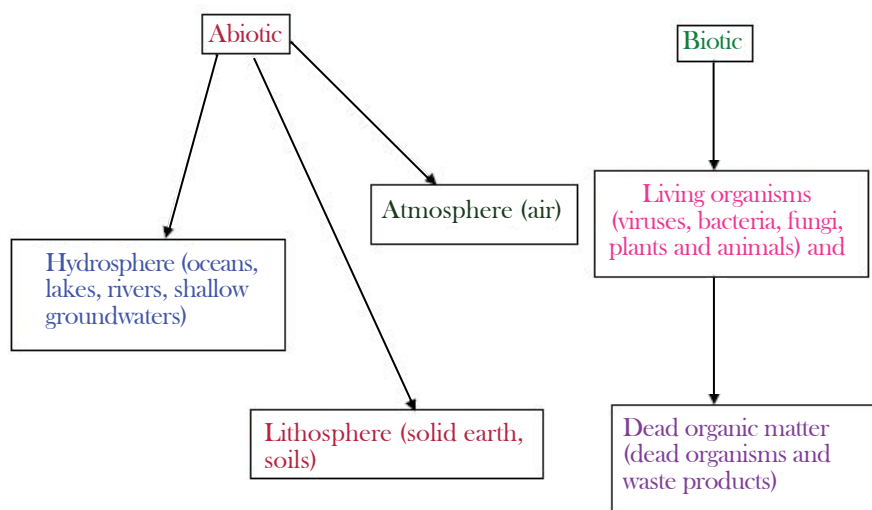 Abiotic
Biotic
Atmosphere (air)
Living organisms
(viruses, bacteria, fungi,
plants and animals) and
Hydrosphere (oceans,
lakes, rivers, shallow
groundwaters)
Lithosphere (solid earth,
soils)
Dead organic matter
(dead organisms and
waste products)